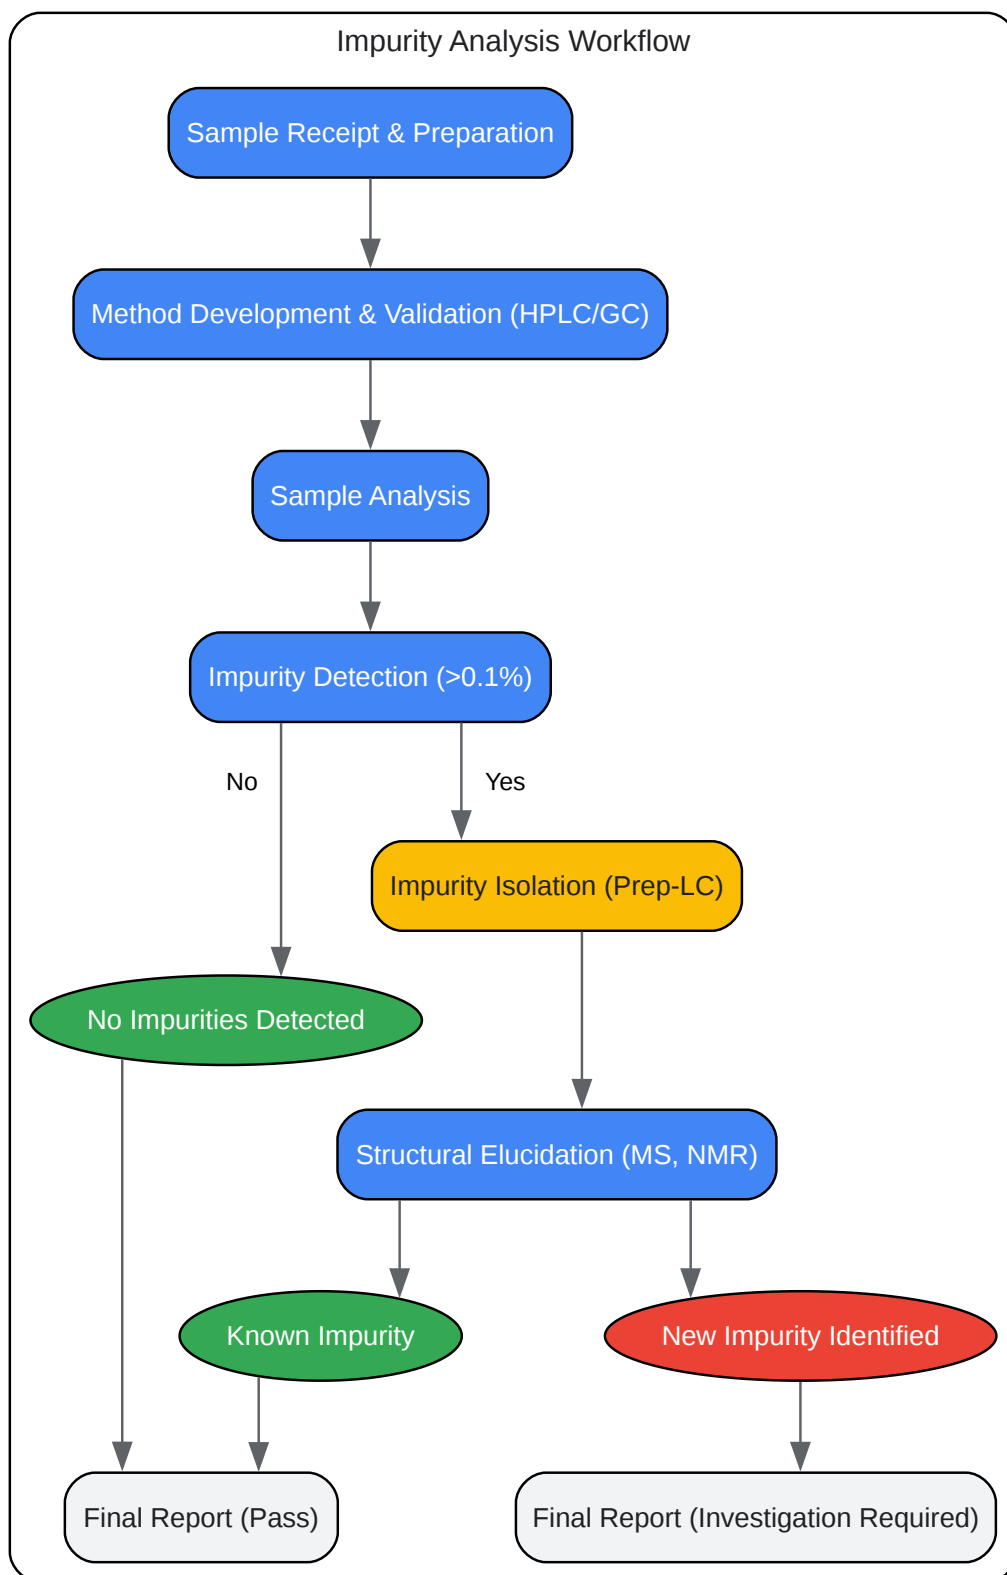 Impurity Analysis Workflow
Sample Receipt & Preparation
Method Development & Validation (HPLC/GC)
Sample Analysis
Impurity Detection (>0.1%)
No
Yes
Impurity Isolation (Prep-LC)
No Impurities Detected
Structural Elucidation (MS, NMR)
Known Impurity
New Impurity Identified
Final Report (Pass)
Final Report (Investigation Required)